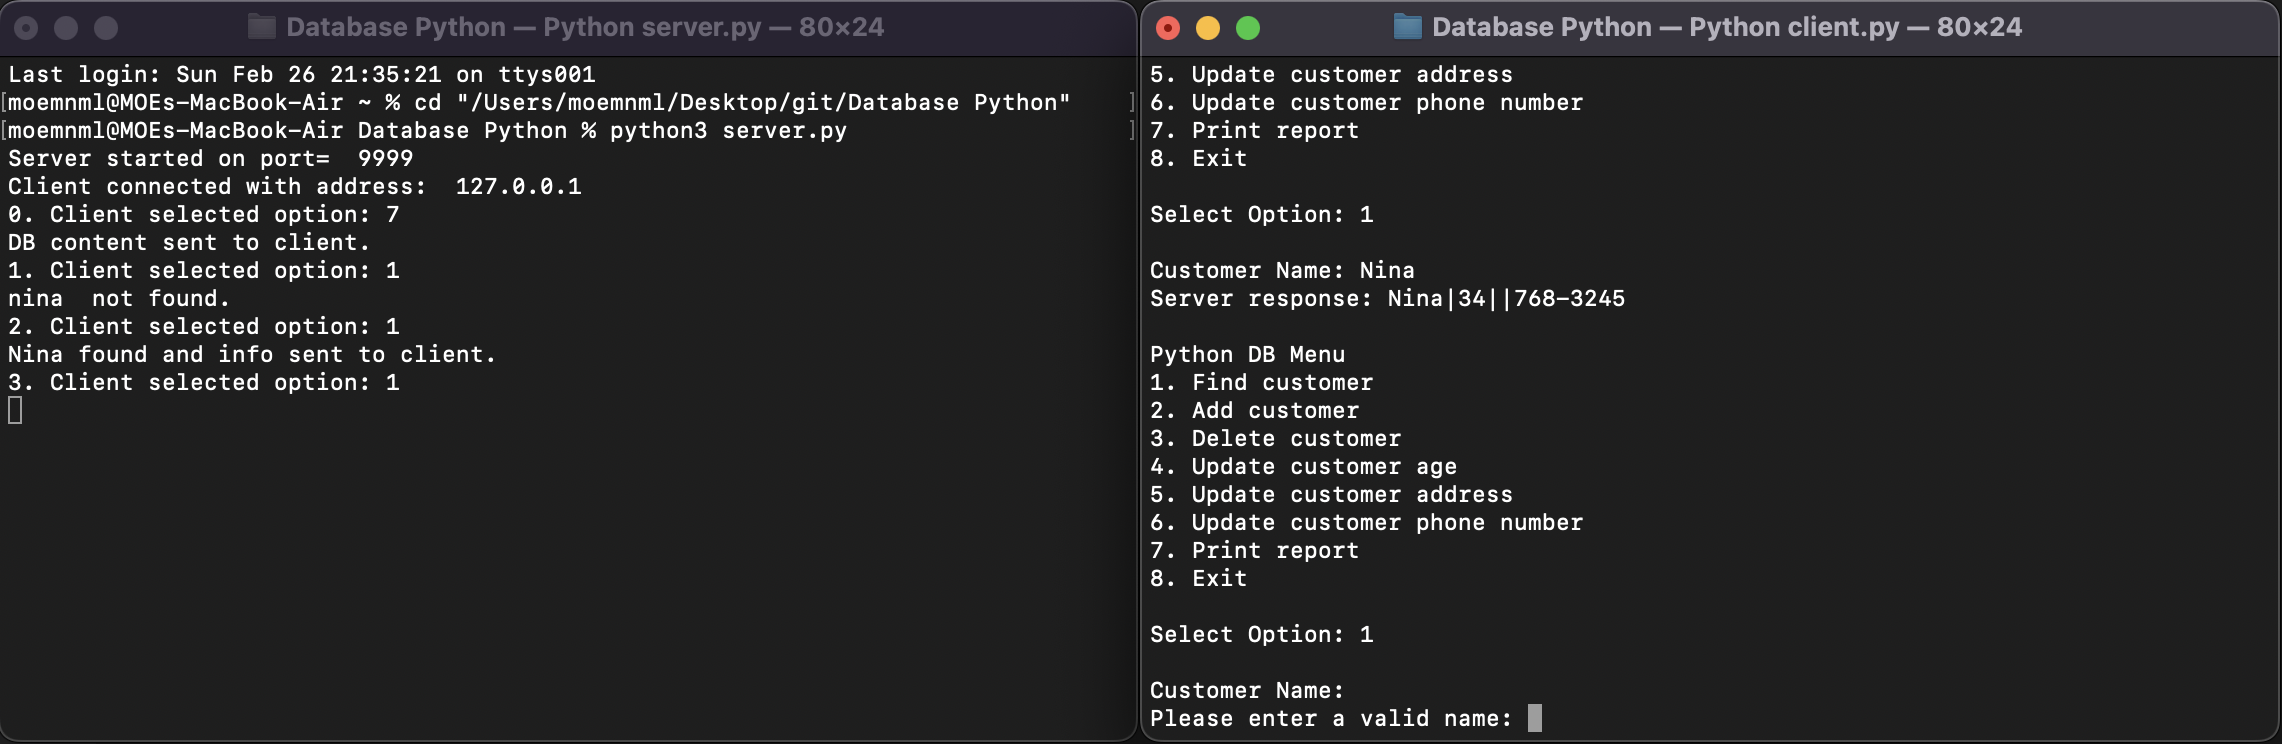 Database Python — Python server.py — 80×24
Last login: Sun Feb 26 21:35:21 on ttys001
[moemnml@MOEs-MacBook-Air ~ % cd "/Users/moemnml/Desktop/git/Database Python" ]
[moemnml@MOEs-MacBook-Air Database Python % python3 server.py ]
Server started on port=  9999
Client connected with address:  127.0.0.1
0. Client selected option: 7
DB content sent to client.
1. Client selected option: 1
nina  not found.
2. Client selected option: 1
Nina found and info sent to client.
3. Client selected option: 1
Database Python — Python client.py — 80×24
5. Update customer address
6. Update customer phone number
7. Print report
8. Exit
Select Option: 1
Customer Name: Nina
Server response: Nina|34||768-3245
Python DB Menu
1. Find customer
2. Add customer
3. Delete customer
4. Update customer age
5. Update customer address
6. Update customer phone number
7. Print report
8. Exit
Select Option: 1
Customer Name:
Please enter a valid name: